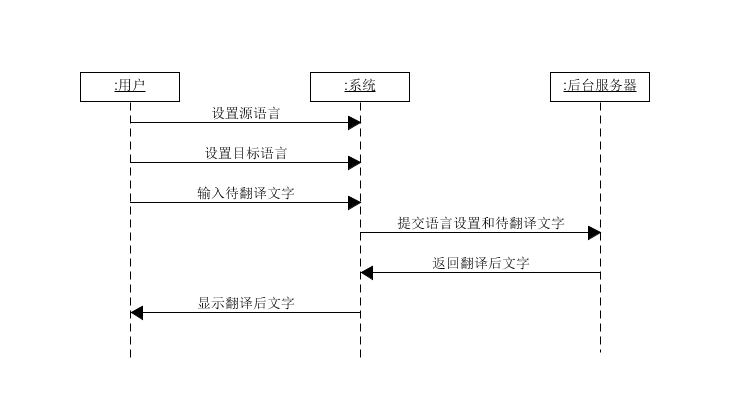 :用户
:系统
:后台服务器
设置源语言
设置目标语言
输入待翻译文字
提交语言设置和待翻译文字
返回翻译后文字
显示翻译后文字